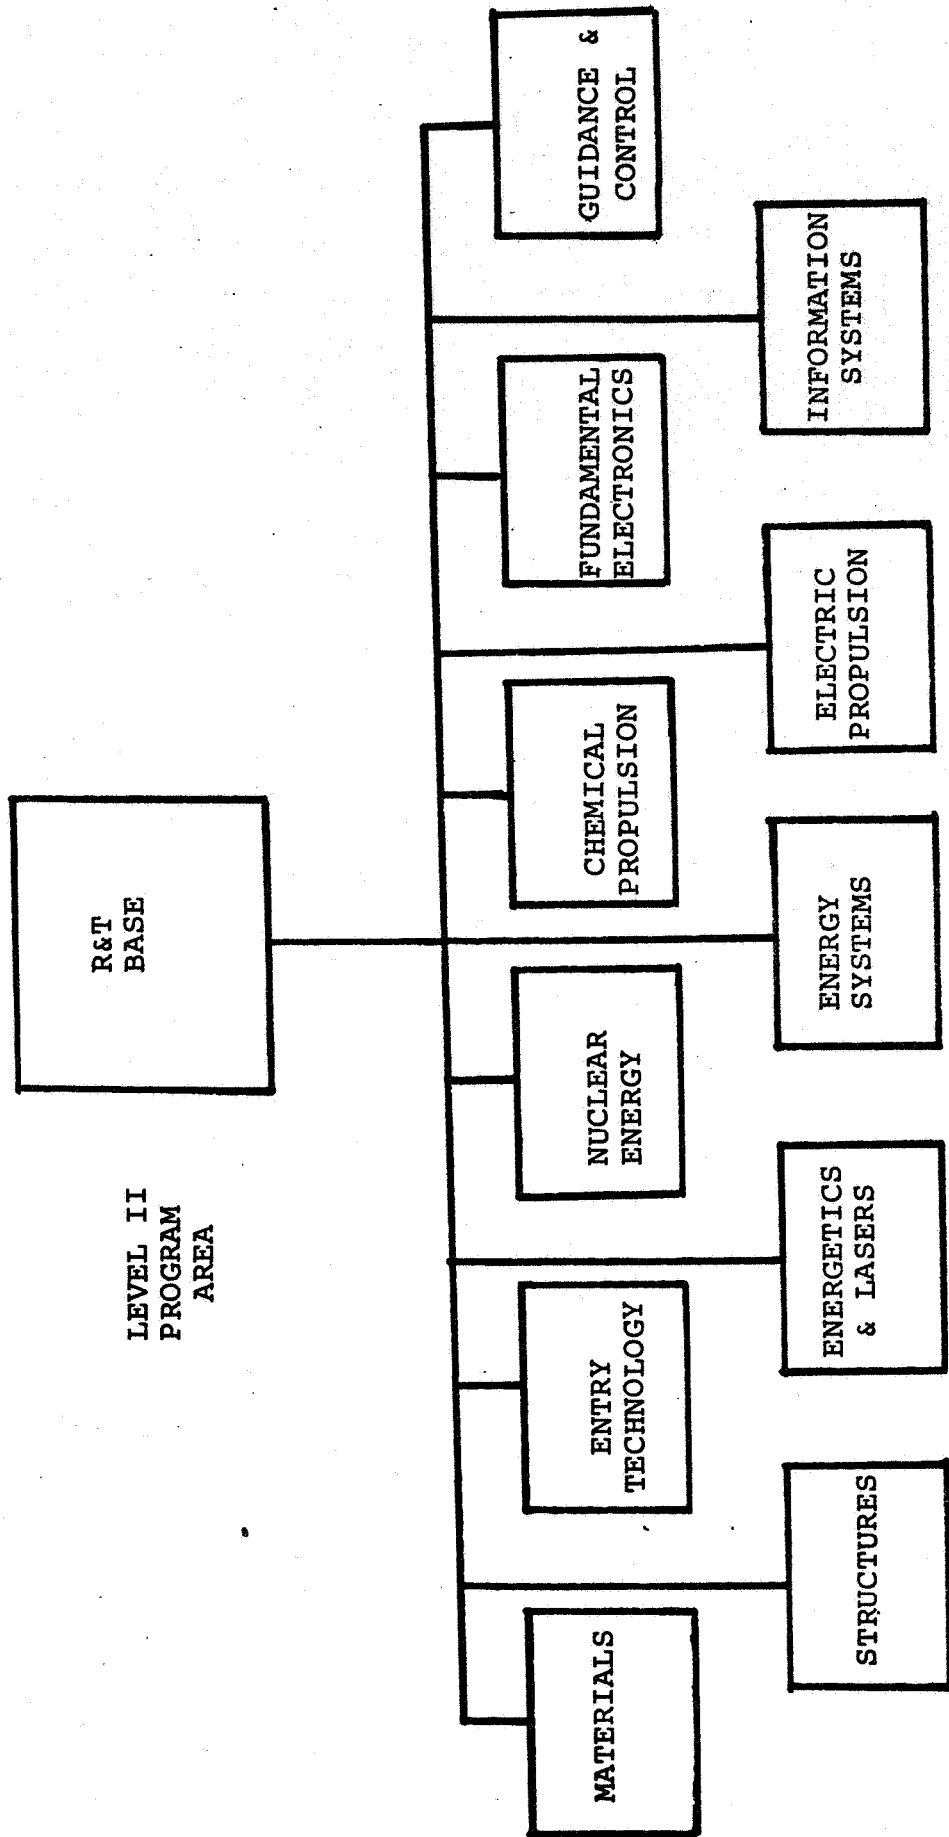 LEVEL II
PROGRAM
AREA
R&T
BASE
MATERIALS
ENTRY
TECHNOLOGY
NUCLEAR
ENERGY
CHEMICAL
PROPULSION
FUNDAMENTAL
ELECTRONICS
GUIDANCE &
CONTROL
STRUCTURES
ENERGETICS
& LASERS
ENERGY
SYSTEMS
ELECTRIC
PROPULSION
INFORMATION
SYSTEMS